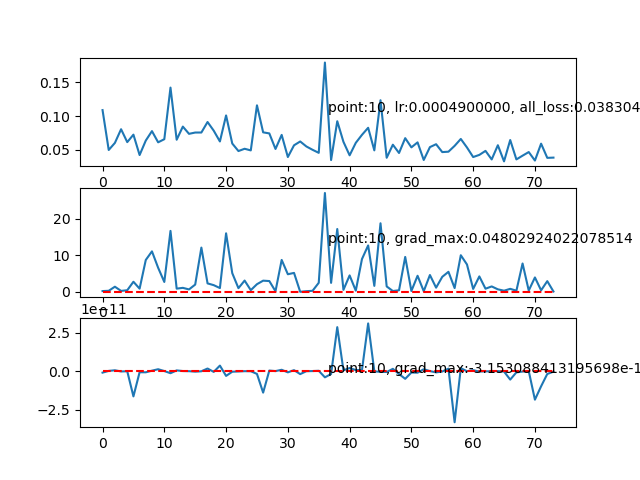 0.15
0.10
0.05
point:10, lr:0.0004900000, all_loss:0.038304
0 10 20 30 40 50 60 70
20
10
0
point:10, grad_max:0.04802924022078514
0 10 20 30 40 50 60 70
1e−11
2.5
0.0
−2.5
point:10, grad_max:-3.153088413195698e-1
0 10 20 30 40 50 60 70